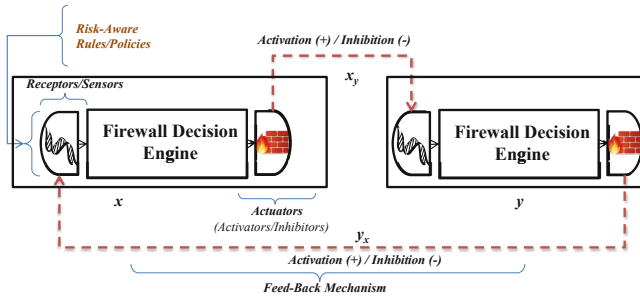 Risk-Aware
Rules/Policies
Activation (+) / Inhibition (-)
x_y
Receptors/Sensors
Firewall Decision
Engine
Firewall Decision
Engine
x
Actuators
(Activators/Inhibitors)
y
y_x
Activation (+) / Inhibition (-)
Feed-Back Mechanism